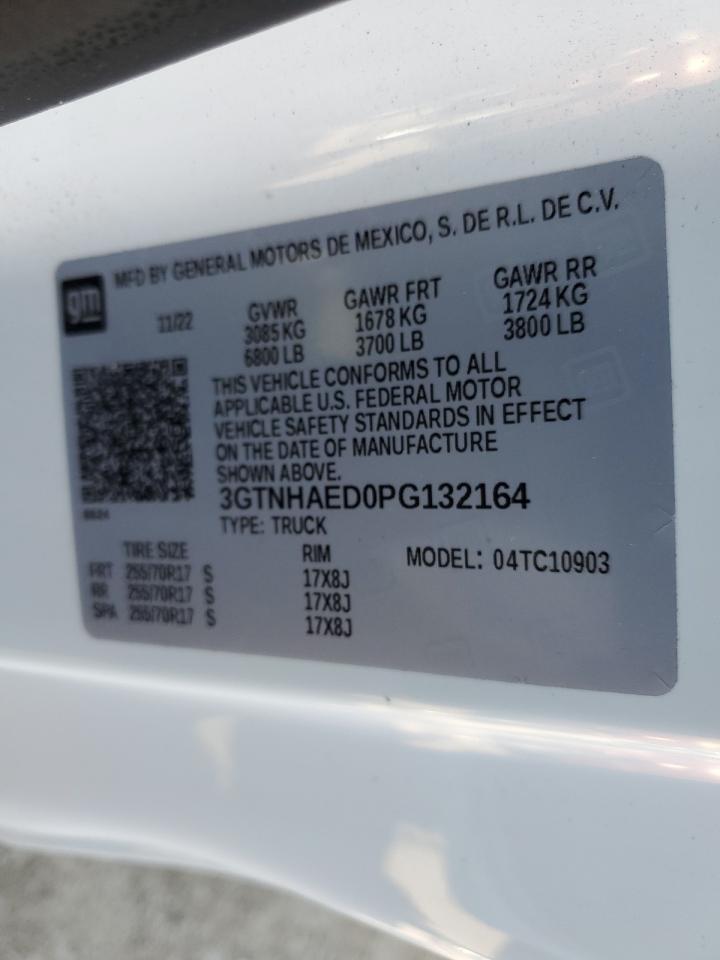 gm
MFD BY GENERAL MOTORS DE MEXICO, S. DE R.L. DE C.V.
11/22 GVWR GAWR FRT GAWR RR
3085 KG 1678 KG 1724 KG
6800 LB 3700 LB 3800 LB
THIS VEHICLE CONFORMS TO ALL
APPLICABLE U.S. FEDERAL MOTOR
VEHICLE SAFETY STANDARDS IN EFFECT
ON THE DATE OF MANUFACTURE
SHOWN ABOVE.
3GTNHAED0PG132164
TYPE: TRUCK
TIRE SIZE RIM MODEL: 04TC10903
FRT 255/70R17 S 17X8J
RR 255/70R17 S 17X8J
SPA 255/70R17 S 17X8J